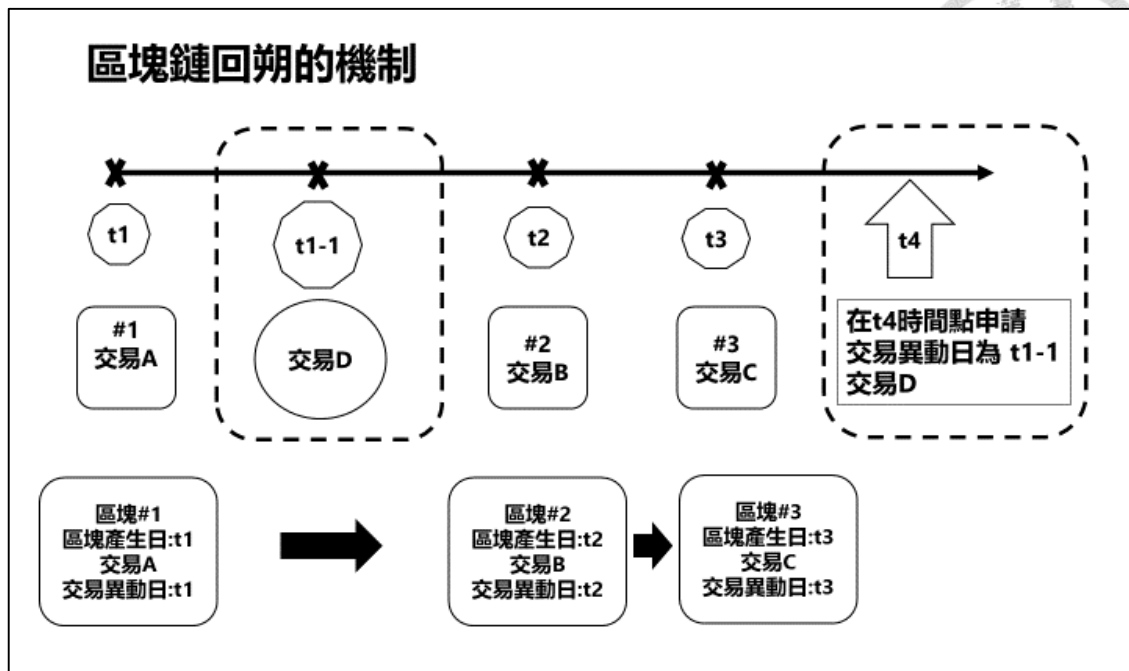 區塊鏈回朔的機制
t1
t1-1
t2
t3
t4
#1
交易A
交易D
#2
交易B
#3
交易C
在t4時間點申請
交易異動日為 t1-1
交易D
區塊#1
區塊產生日:t1
交易A
交易異動日:t1
區塊#2
區塊產生日:t2
交易B
交易異動日:t2
區塊#3
區塊產生日:t3
交易C
交易異動日:t3